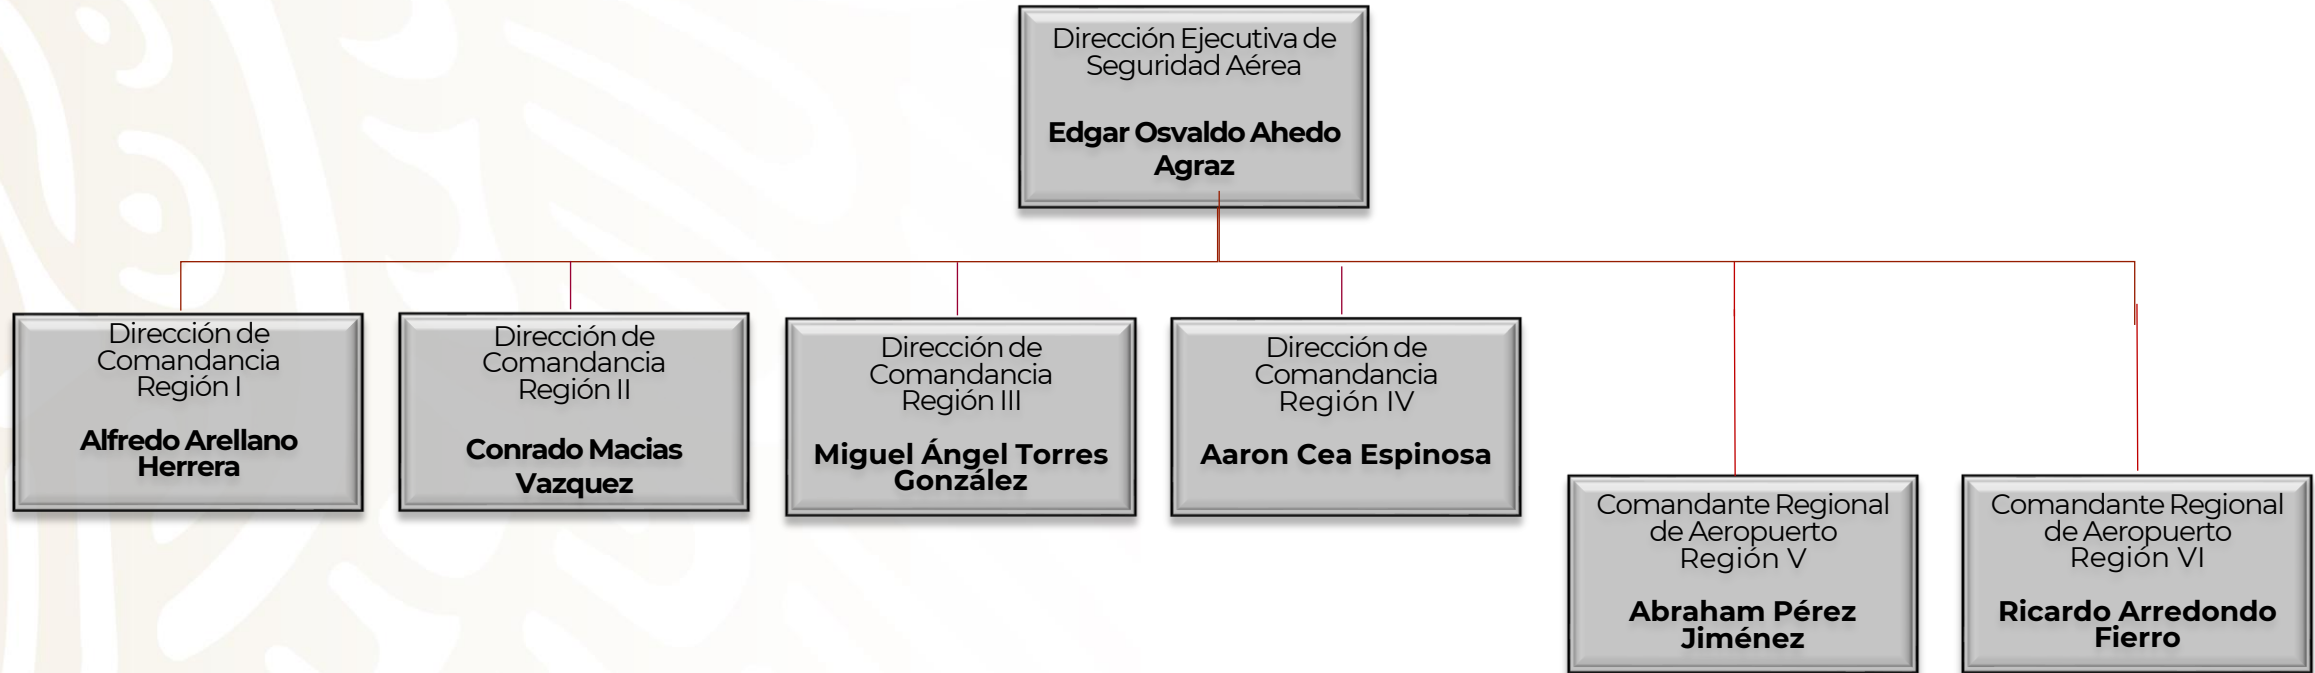 Dirección Ejecutiva de
Seguridad Aérea
Edgar Osvaldo Ahedo
Agraz
Dirección de
Comandancia
Región I
Alfredo Arellano
Herrera
Dirección de
Comandancia
Región II
Conrado Macias
Vazquez
Dirección de
Comandancia
Región III
Miguel Ángel Torres
González
Dirección de
Comandancia
Región IV
Aaron Cea Espinosa
Comandante Regional
de Aeropuerto
Región V
Abraham Pérez
Jiménez
Comandante Regional
de Aeropuerto
Región VI
Ricardo Arredondo
Fierro